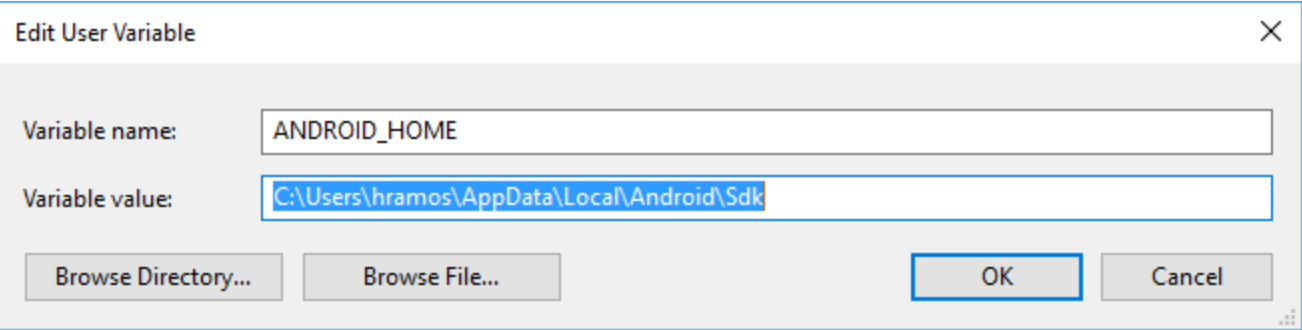 Edit User Variable
Variable name: ANDROID_HOME
Variable value: C:\Users\hramos\AppData\Local\Android\Sdk
Browse Directory... Browse File... OK Cancel